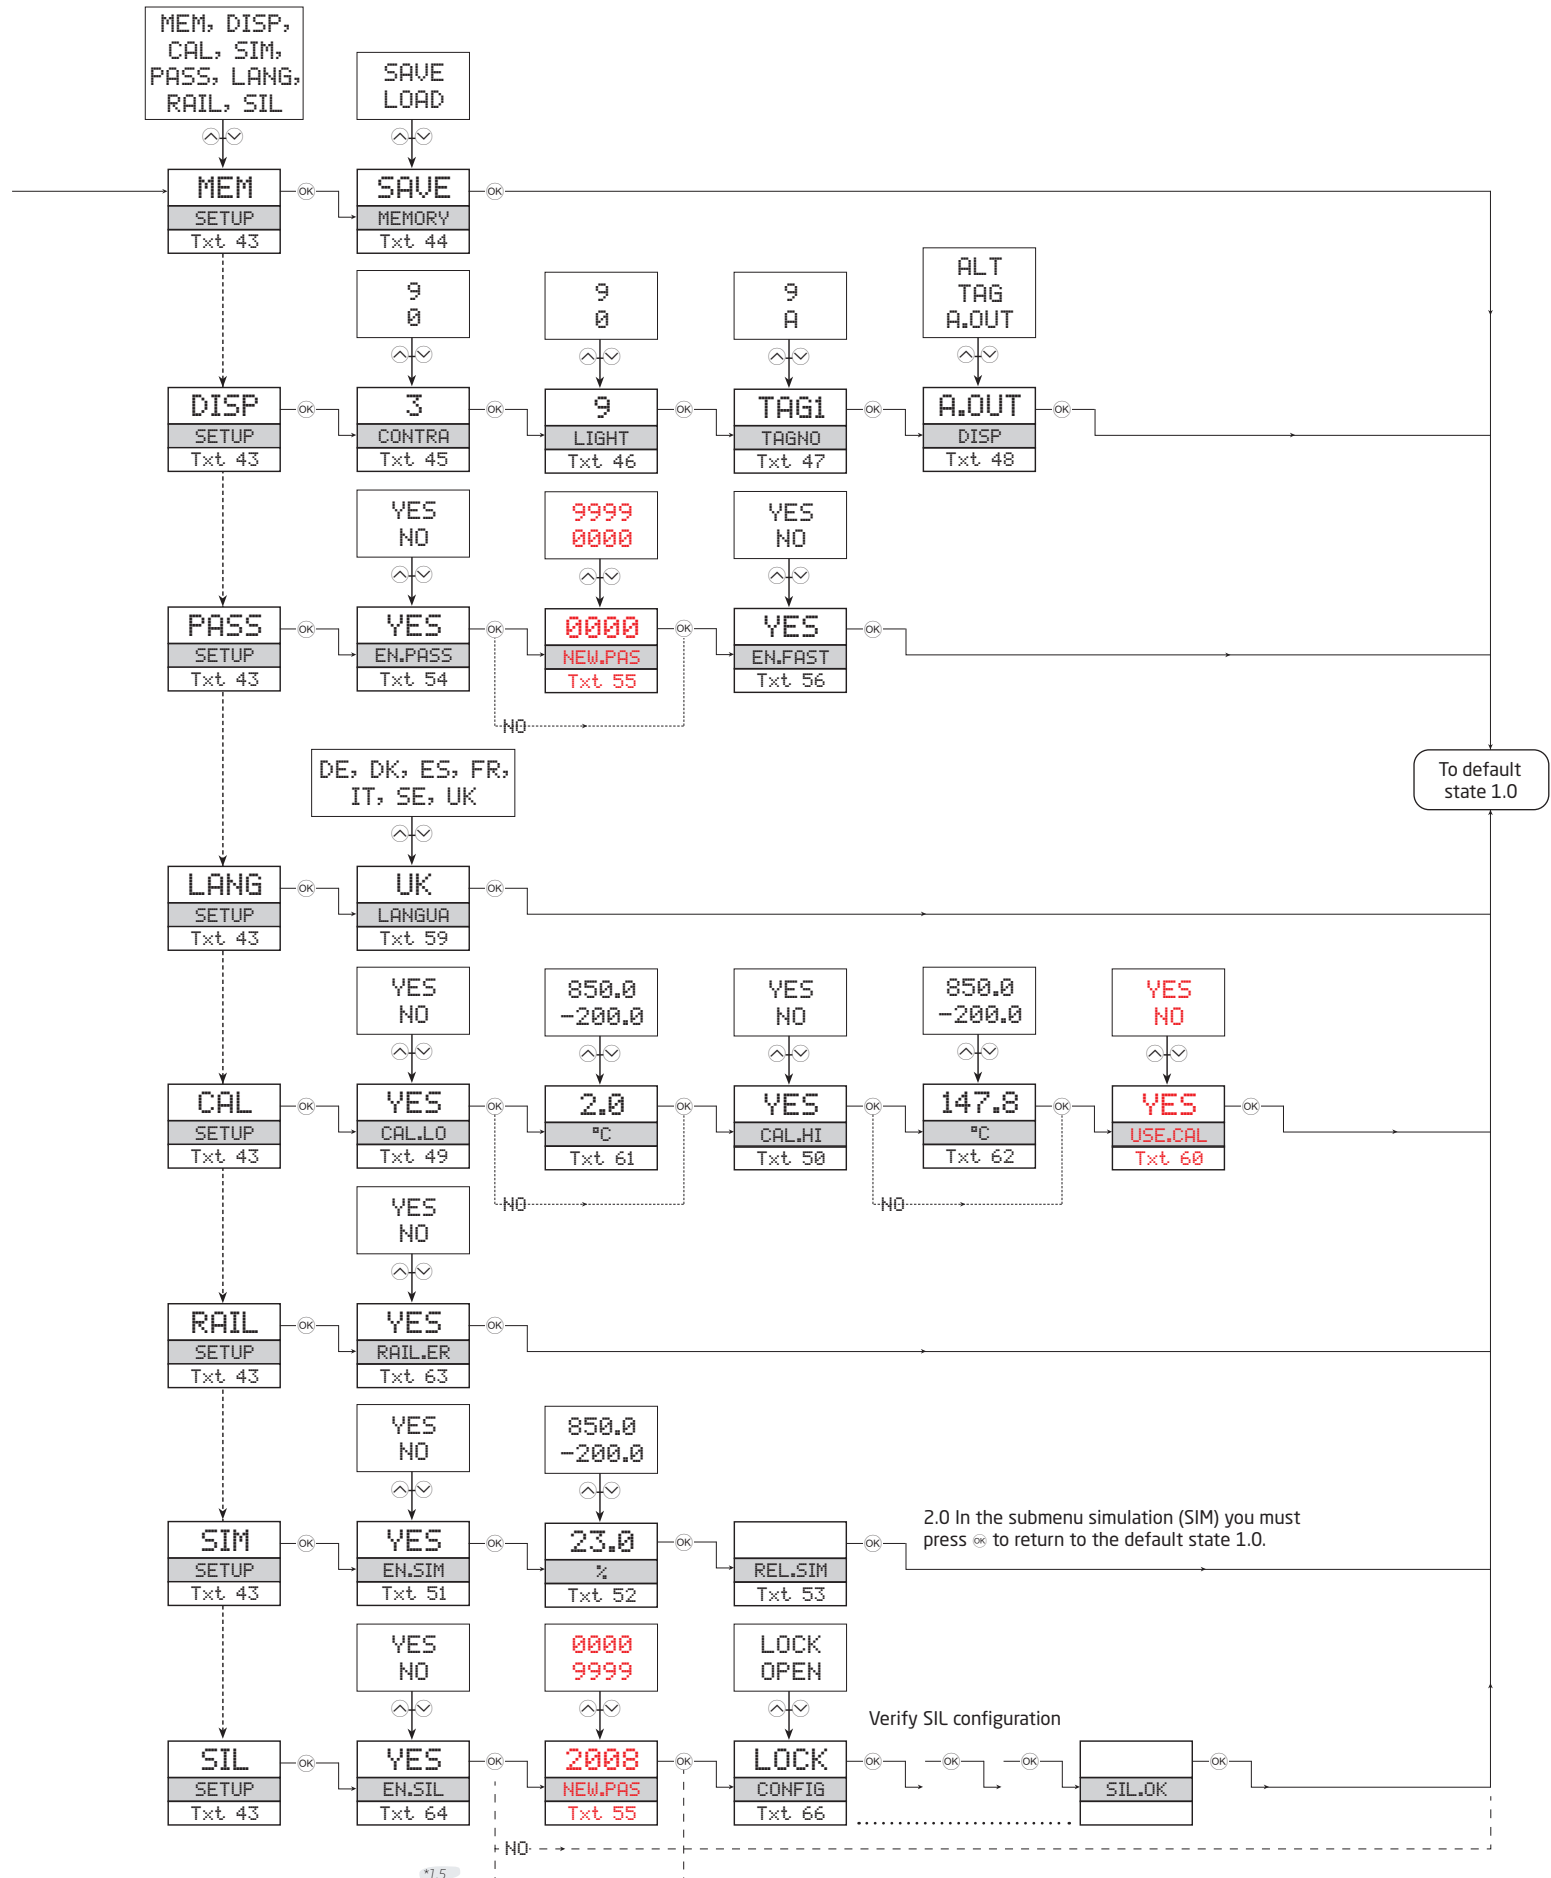 MEM, DISP,
CAL, SIM,
PASS, LANG,
RAIL, SIL
SAVE
LOAD
MEM
SETUP
Txt 43
OK
SAVE
MEMORY
Txt 44
OK
9
0
9
0
9
A
ALT
TAG
A.OUT
DISP
SETUP
Txt 43
OK
3
CONTRA
Txt 45
OK
9
LIGHT
Txt 46
OK
TAG1
TAGNO
Txt 47
OK
A.OUT
DISP
Txt 48
OK
YES
NO
9999
0000
YES
NO
PASS
SETUP
Txt 43
OK
YES
EN.PASS
Txt 54
OK
0000
NEW.PAS
Txt 55
OK
YES
EN.FAST
Txt 56
OK
NO
DE, DK, ES, FR,
IT, SE, UK
To default
state 1.0
LANG
SETUP
Txt 43
OK
UK
LANGUA
Txt 59
OK
YES
NO
850.0
-200.0
YES
NO
850.0
-200.0
YES
NO
CAL
SETUP
Txt 43
OK
YES
CAL.LO
Txt 49
OK
2.0
°C
Txt 61
OK
YES
CAL.HI
Txt 50
OK
147.8
°C
Txt 62
OK
YES
USE.CAL
Txt 60
OK
NO
NO
YES
NO
RAIL
SETUP
Txt 43
OK
YES
RAIL.ER
Txt 63
OK
YES
NO
850.0
-200.0
SIM
SETUP
Txt 43
OK
YES
EN.SIM
Txt 51
OK
23.0
%
Txt 52
OK
REL.SIM
Txt 53
OK
2.0 In the submenu simulation (SIM) you must
press OK to return to the default state 1.0.
YES
NO
0000
9999
LOCK
OPEN
Verify SIL configuration
SIL
SETUP
Txt 43
OK
YES
EN.SIL
Txt 64
OK
2008
NEW.PAS
Txt 55
OK
LOCK
CONFIG
Txt 66
OK
OK
OK
SIL.OK
OK
NO
*1.5